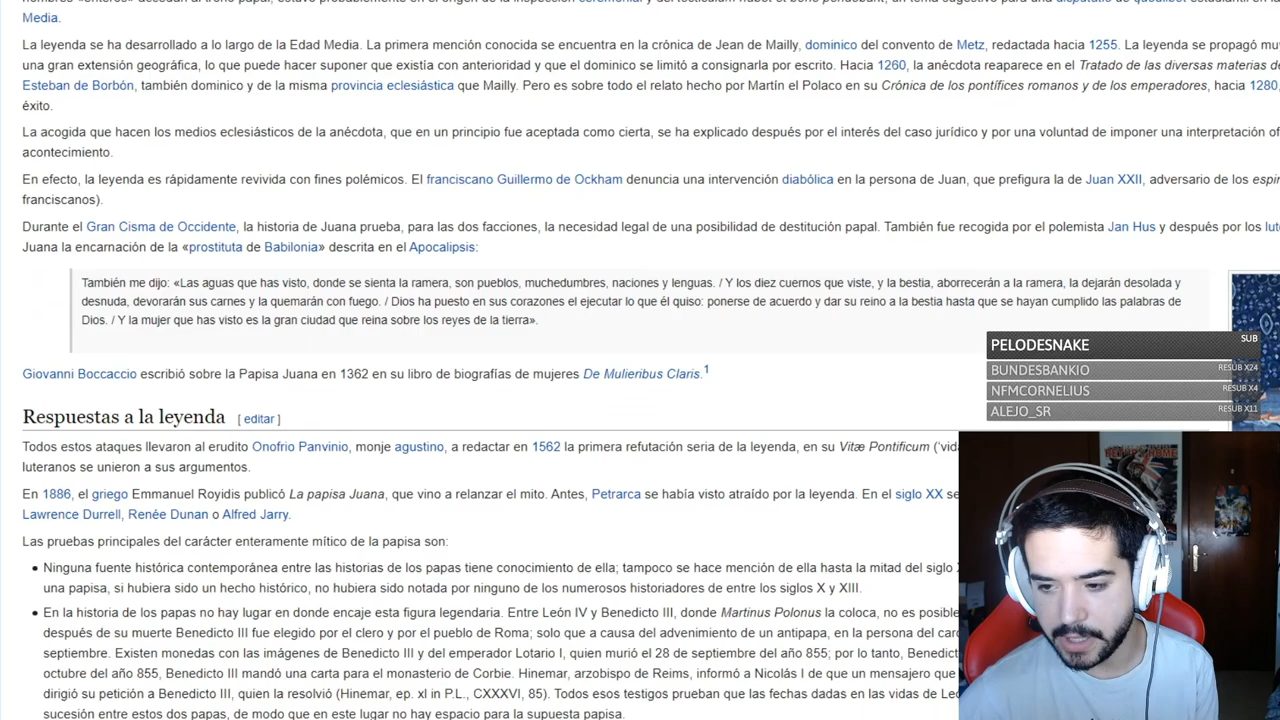 Media.
La leyenda se ha desarrollado a lo largo de la Edad Media. La primera mención conocida se encuentra en la crónica de Jean de Mailly, dominico del convento de Metz, redactada hacia 1255. La leyenda se propagó
una gran extensión geográfica, lo que puede hacer suponer que existía con anterioridad y que el dominico se limitó a consignarla por escrito. Hacia 1260, la anécdota reaparece en el Tratado de las diversas materias
Esteban de Borbón, también dominico y de la misma provincia eclesiástica que Mailly. Pero es sobre todo el relato hecho por Martín el Polaco en su Crónica de los pontífices romanos y de los emperadores, hacia 1280,
éxito.
La acogida que hacen los medios eclesiásticos de la anécdota, que en un principio fue aceptada como cierta, se ha explicado después por el interés del caso jurídico y por una voluntad de imponer una interpretación
acontecimiento.
En efecto, la leyenda es rápidamente revivida con fines polémicos. El franciscano Guillermo de Ockham denuncia una intervención diabólica en la persona de Juan, que prefigura la de Juan XXII, adversario de los
franciscanos).
Durante el Gran Cisma de Occidente, la historia de Juana prueba, para las dos facciones, la necesidad legal de una posibilidad de destitución papal. También fue recogida por el polemista Jan Hus y después por los
Juana la encarnación de la «prostituta de Babilonia» descrita en el Apocalipsis:
También me dijo: «Las aguas que has visto, donde se sienta la ramera, son pueblos, muchedumbres, naciones y lenguas. / Y los diez cuernos que viste, y la bestia, aborrecerán a la ramera, la dejarán desolada y
desnuda, devorarán sus carnes y la quemarán con fuego. / Dios ha puesto en sus corazones el ejecutar lo que él quiso: ponerse de acuerdo y dar su reino a la bestia hasta que se hayan cumplido las palabras de
Dios. / Y la mujer que has visto es la gran ciudad que reina sobre los reyes de la tierra».
PELODESNAKE SUB
BUNDESBANKIO RESUB X24
NFMCORNELIUS RESUB X4
ALEJO_SR RESUB X11
Giovanni Boccaccio escribió sobre la Papisa Juana en 1362 en su libro de biografías de mujeres De Mulieribus Claris.1
Respuestas a la leyenda [ editar ]
Todos estos ataques llevaron al erudito Onofrio Panvinio, monje agustino, a redactar en 1562 la primera refutación seria de la leyenda, en su Vitæ Pontificum
luteranos se unieron a sus argumentos.
En 1886, el griego Emmanuel Royidis publicó La papisa Juana, que vino a relanzar el mito. Antes, Petrarca se había visto atraído por la leyenda. En el siglo XX
Lawrence Durrell, Renée Dunan o Alfred Jarry.
Las pruebas principales del carácter enteramente mítico de la papisa son:
• Ninguna fuente histórica contemporánea entre las historias de los papas tiene conocimiento de ella; tampoco se hace mención de ella hasta la mitad del siglo
una papisa, si hubiera sido un hecho histórico, no hubiera sido notada por ninguno de los numerosos historiadores de entre los siglos X y XIII.
• En la historia de los papas no hay lugar en donde encaje esta figura legendaria. Entre León IV y Benedicto III, donde Martinus Polonus la coloca, no es
después de su muerte Benedicto III fue elegido por el clero y por el pueblo de Roma; solo que a causa del advenimiento de un antipapa, en la persona del
septiembre. Existen monedas con las imágenes de Benedicto III y del emperador Lotario I, quien murió el 28 de septiembre del año 855; por lo tanto,
octubre del año 855, Benedicto III mandó una carta para el monasterio de Corbie. Hinemar, arzobispo de Reims, informó a Nicolás I de que un mensajero que
dirigió su petición a Benedicto III, quien la resolvió (Hinemar, ep. xl in P.L., CXXXVI, 85). Todos esos testigos prueban que las fechas dadas en las vidas de
sucesión entre estos dos papas, de modo que en este lugar no hay espacio para la supuesta papisa.